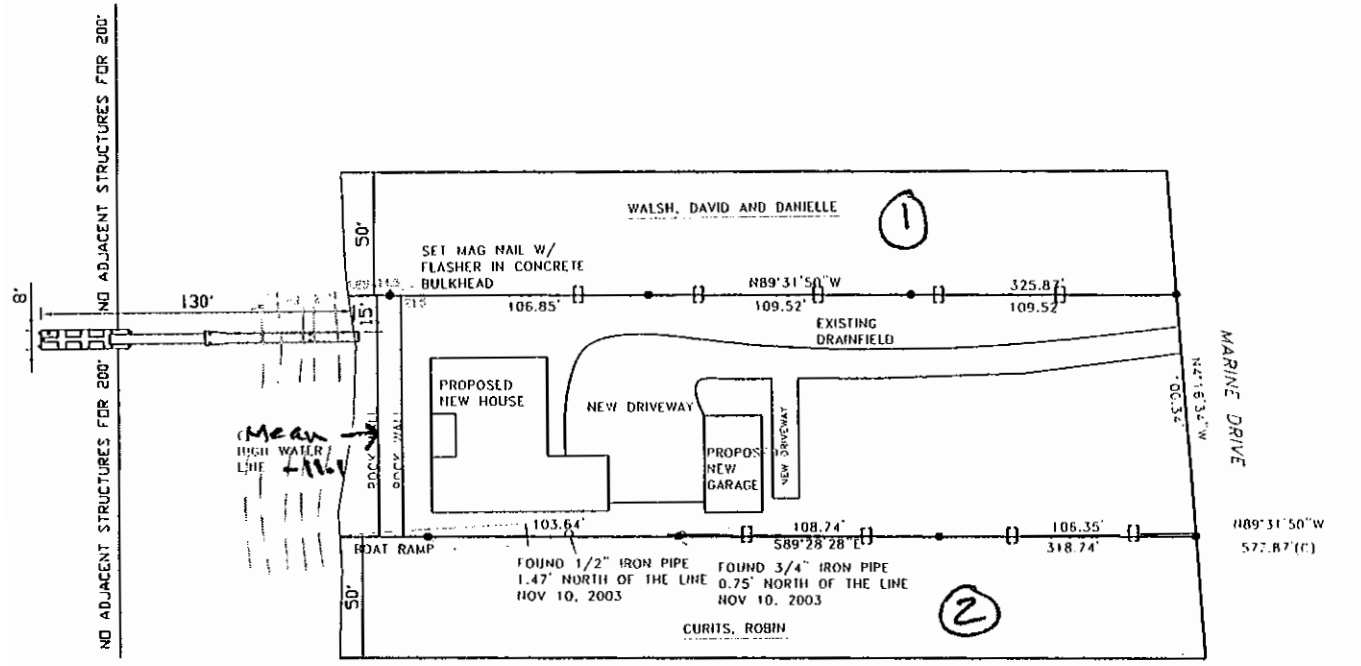 NO ADJACENT STRUCTURES FOR 200'
NO ADJACENT STRUCTURES FOR 200'
8'
130'
50'
15'
50'
WALSH, DAVID AND DANIELLE
1
SET MAG NAIL W/
FLASHER IN CONCRETE
BULKHEAD
106.85'
N89°31'50"W
109.52'
325.87'
109.52'
EXISTING
DRAINFIELD
MARINE DRIVE
N4°16'34"W
PROPOSED
NEW HOUSE
NEW DRIVEWAY
NEW DRIVEWAY
NEW
GARAGE
Mean
HIGH WATER
LINE
ROCK WALL
BOAT RAMP
103.64'
108.74'
S89°28'28"E
106.35'
318.74'
N89°31'50"W
577.87'(C)
FOUND 1/2" IRON PIPE
1.47' NORTH OF THE LINE
NOV 10, 2003
FOUND 3/4" IRON PIPE
0.75' NORTH OF THE LINE
NOV 10, 2003
CURITS, ROBIN
2